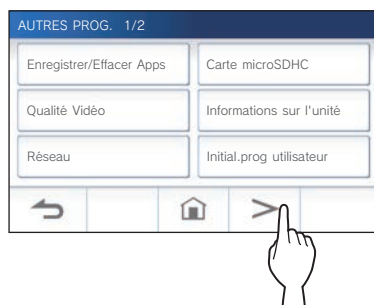 AUTRES PROG. 1/2
Enregistrer/Effacer Apps
Carte microSDHC
Qualité Vidéo
Informations sur l'unité
Réseau
Initial.prog utilisateur